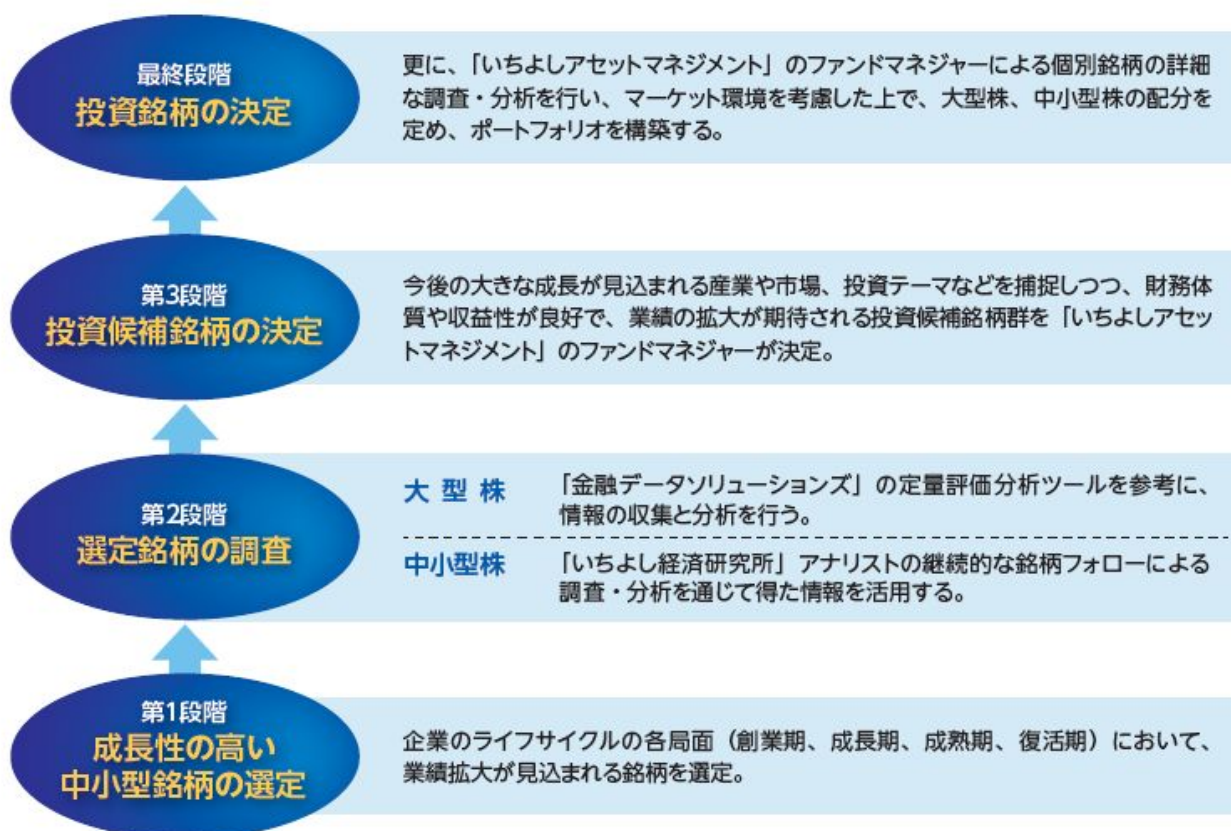 最終段階
投資銘柄の決定
更に、「いちよしアセットマネジメント」のファンドマネジャーによる個別銘柄の詳細
な調査・分析を行い、マーケット環境を考慮した上で、大型株、中小型株の配分を
定め、ポートフォリオを構築する。
第3段階
投資候補銘柄の決定
今後の大きな成長が見込まれる産業や市場、投資テーマなどを捕捉しつつ、財務体
質や収益性が良好で、業績の拡大が期待される投資候補銘柄群を「いちよしアセッ
トマネジメント」のファンドマネジャーが決定。
第2段階
選定銘柄の調査
大型株
「金融データソリューションズ」の定量評価分析ツールを参考に、
情報の収集と分析を行う。
中小型株
「いちよし経済研究所」アナリストの継続的な銘柄フォローによる
調査・分析を通じて得た情報を活用する。
第1段階
成長性の高い
中小型銘柄の選定
企業のライフサイクルの各局面（創業期、成長期、成熟期、復活期）において、
業績拡大が見込まれる銘柄を選定。